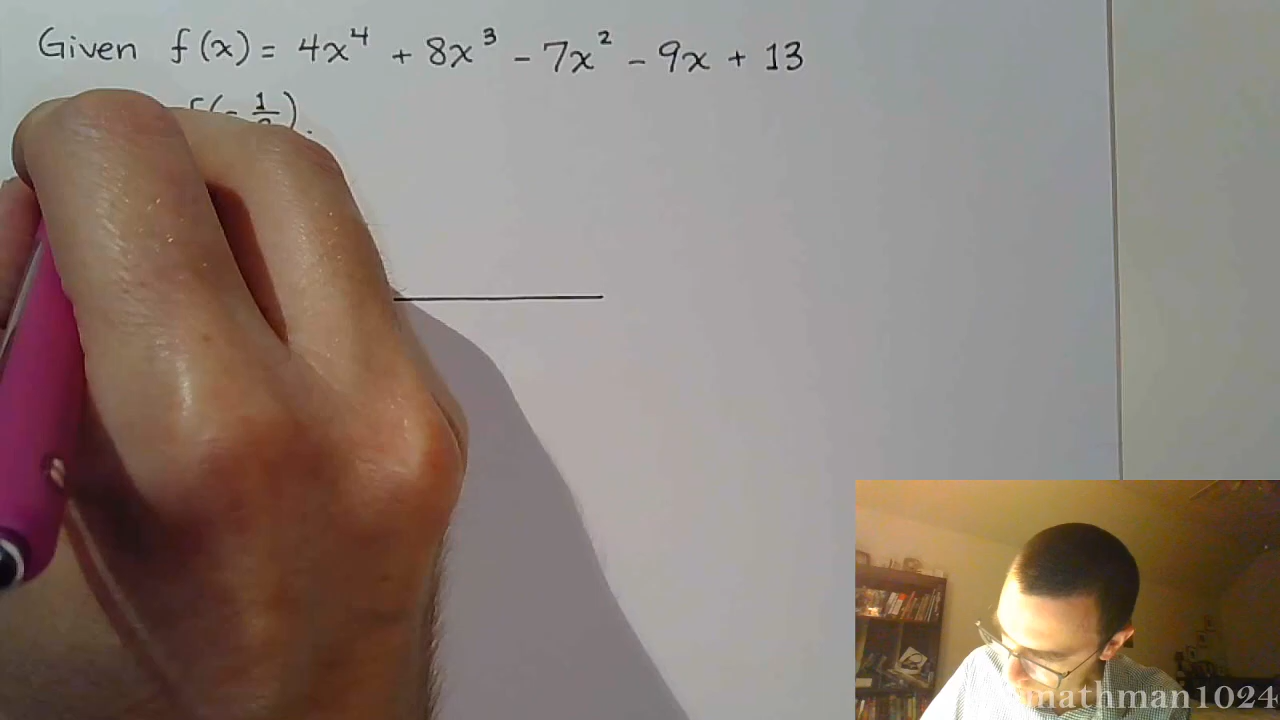 Given f(x) = 4x⁴ + 8x³ - 7x² - 9x + 13
mathman1024